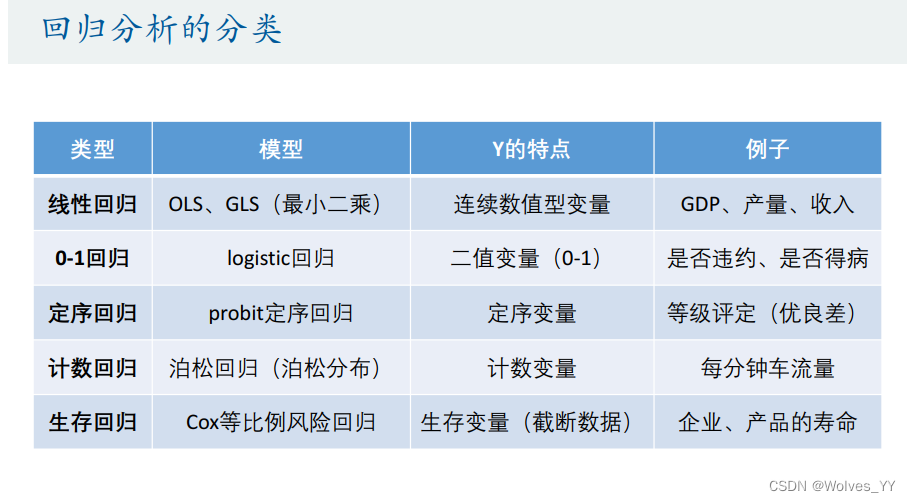 回归分析的分类
类型 模型 Y的特点 例子
线性回归 OLS、GLS（最小二乘） 连续数值型变量 GDP、产量、收入
0-1回归 logistic回归 二值变量（0-1） 是否违约、是否得病
定序回归 probit定序回归 定序变量 等级评定（优良差）
计数回归 泊松回归（泊松分布） 计数变量 每分钟车流量
生存回归 Cox等比例风险回归 生存变量（截断数据） 企业、产品的寿命
CSDN @Wolves_YY